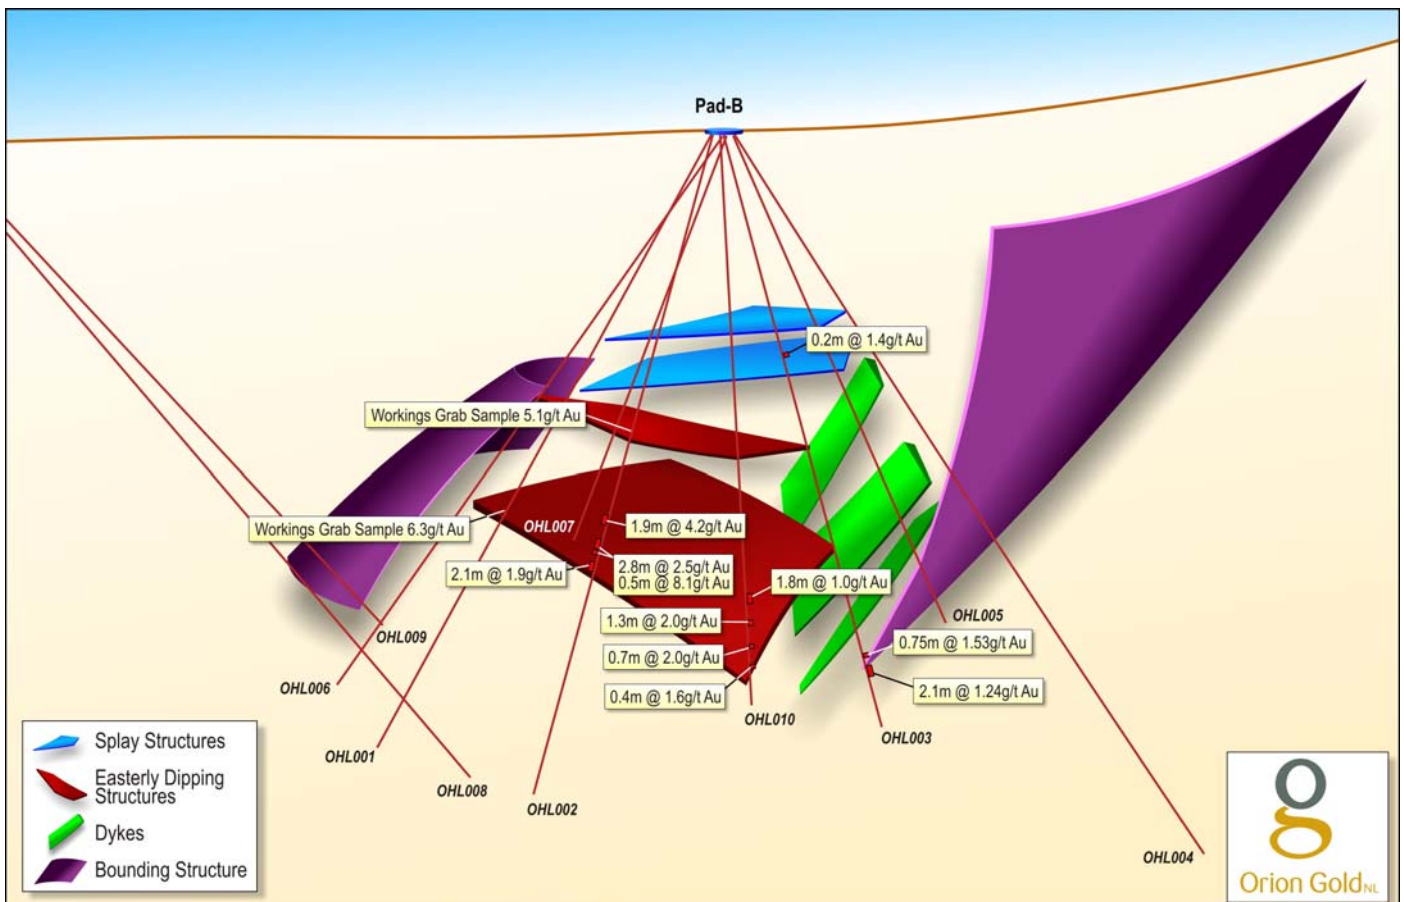 Pad-B
0.2m @ 1.4g/t Au
Workings Grab Sample 5.1g/t Au
Workings Grab Sample 6.3g/t Au
OHL007
1.9m @ 4.2g/t Au
2.1m @ 1.9g/t Au
2.8m @ 2.5g/t Au
0.5m @ 8.1g/t Au
1.8m @ 1.0g/t Au
1.3m @ 2.0g/t Au
0.7m @ 2.0g/t Au
0.4m @ 1.6g/t Au
OHL005
0.75m @ 1.53g/t Au
2.1m @ 1.24g/t Au
OHL009
OHL006
OHL001
OHL008
OHL002
OHL010
OHL003
OHL004
Splay Structures
Easterly Dipping
Structures
Dykes
Bounding Structure
Orion Gold NL